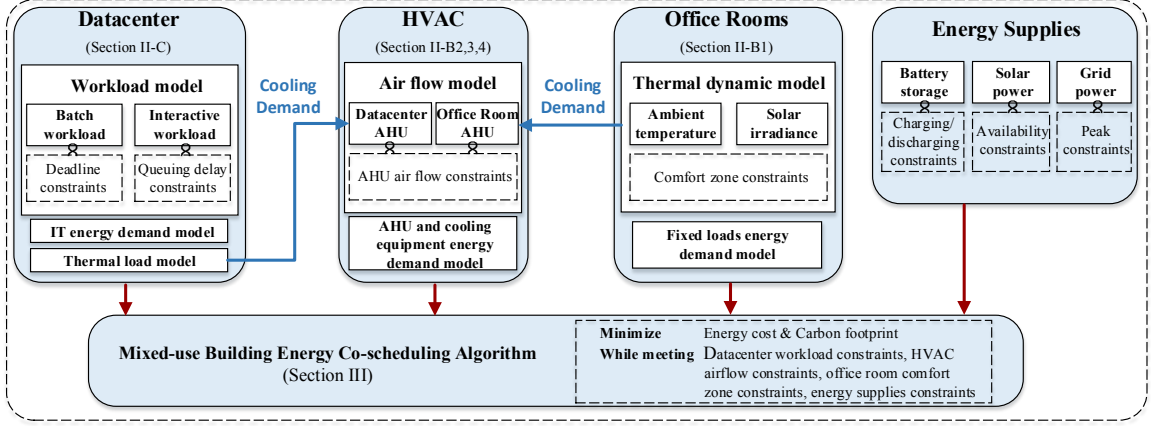 Datacenter
(Section II-C)
Workload model
Batch
workload
Interactive
workload
Deadline
constraints
Queuing delay
constraints
IT energy demand model
Thermal load model
Cooling
Demand
HVAC
(Section II-B2,3,4)
Air flow model
Datacenter
AHU
Office Room
AHU
AHU air flow constraints
AHU and cooling
equipment energy
demand model
Cooling
Demand
Office Rooms
(Section II-B1)
Thermal dynamic model
Ambient
temperature
Solar
irradiance
Comfort zone constraints
Fixed loads energy
demand model
Energy Supplies
Battery
storage
Solar
power
Grid
power
Charging/
discharging
constraints
Availability
constraints
Peak
constraints
Mixed-use Building Energy Co-scheduling Algorithm
(Section III)
Minimize Energy cost & Carbon footprint
While meeting Datacenter workload constraints, HVAC
airflow constraints, office room comfort
zone constraints, energy supplies constraints